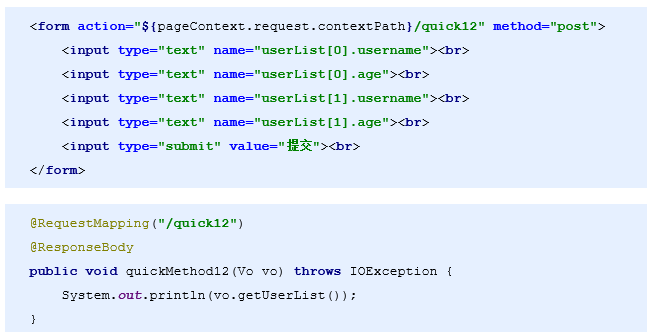 <form action="${pageContext.request.contextPath}/quick12" method="post">
<input type="text" name="userList[0].username"><br>
<input type="text" name="userList[0].age"><br>
<input type="text" name="userList[1].username"><br>
<input type="text" name="userList[1].age"><br>
<input type="submit" value="提交"><br>
</form>
@RequestMapping("/quick12")
@ResponseBody
public void quickMethod12(Vo vo) throws IOException {
System.out.println(vo.getUserList());
}